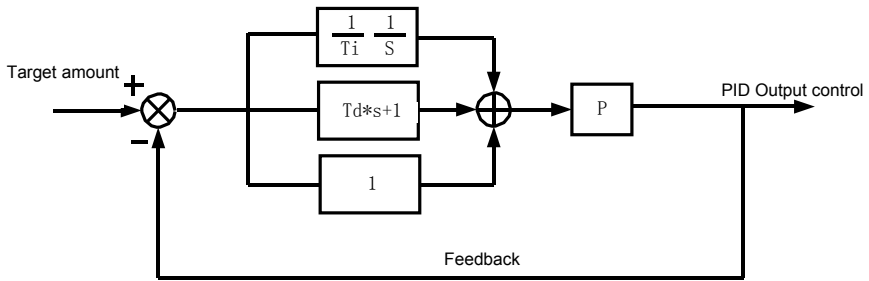 1 1
Ti S
Target amount
+
Td*s+1
P
PID Output control
−
1
Feedback